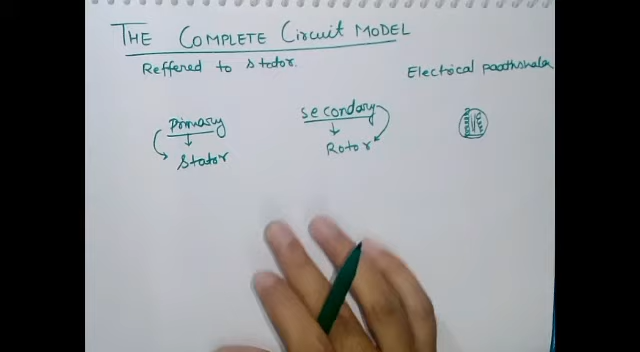 THE COMPLETE CIRCUIT MODEL
Reffered to stator.
Electrical paathshala
primary
secondary
Stator
Rotor